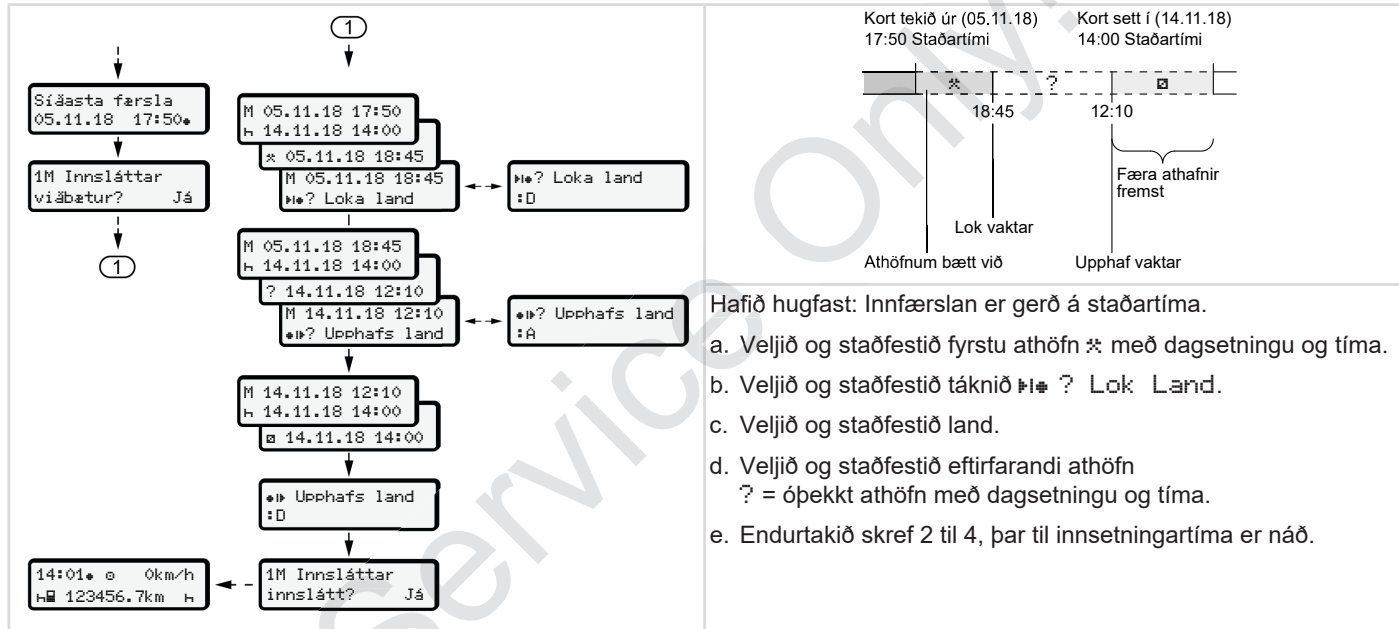 1
Síðasta færsla
05.11.18 17:50
1M Innsláttar
viðbætur? Já
1
M 05.11.18 17:50
14.11.18 14:00
05.11.18 18:45
M 05.11.18 18:45
? Loka land
? Loka land
:D
M 05.11.18 18:45
14.11.18 14:00
? 14.11.18 12:10
M 14.11.18 12:10
? Upphafs land
? Upphafs land
:A
M 14.11.18 12:10
14.11.18 14:00
14.11.18 14:00
Upphafs land
:D
1M Innsláttar
innslátt? Já
14:01 0km/h
123456.7km
Kort tekið úr (05.11.18)
17:50 Staðartími
Kort sett í (14.11.18)
14:00 Staðartími
?
18:45
12:10
Færa athafnir
fremst
Lok vaktar
Athöfnum bætt við
Upphaf vaktar
Hafið hugfast: Innfærslan er gerð á staðartíma.
a. Veljið og staðfestið fyrstu athöfn með dagsetningu og tíma.
b. Veljið og staðfestið táknið ? Lok Land.
c. Veljið og staðfestið land.
d. Veljið og staðfestið eftirfarandi athöfn
? = óþekkt athöfn með dagsetningu og tíma.
e. Endurtakið skref 2 til 4, þar til innsetningartíma er náð.
Service Only!